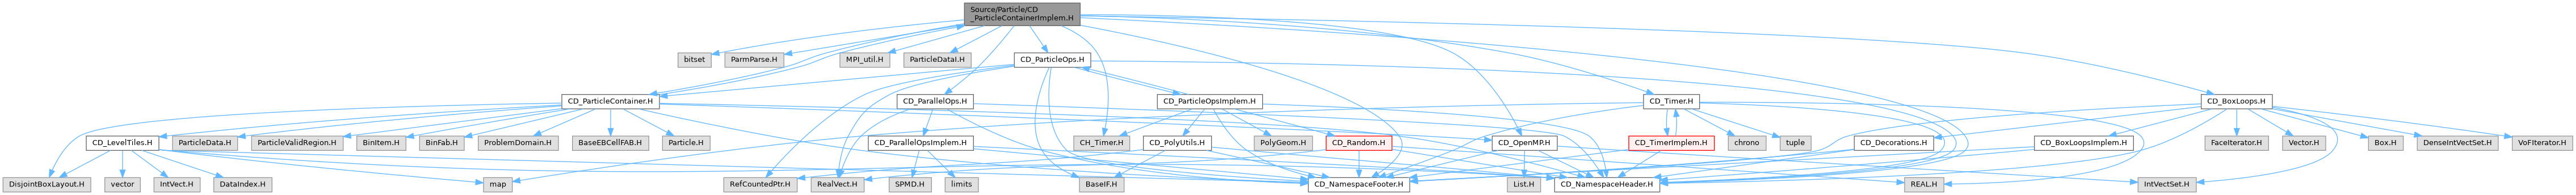 Source/Particle/CD
_ParticleContainerImplem.H
bitset
ParmParse.H
MPI_util.H
ParticleDataI.H
CD_ParticleOps.H
CD_ParticleContainer.H
CD_ParallelOps.H
CD_ParticleOpsImplem.H
CD_Timer.H
CD_BoxLoops.H
CD_LevelTiles.H
ParticleData.H
ParticleValidRegion.H
BinItem.H
BinFab.H
ProblemDomain.H
BaseEBCellFAB.H
Particle.H
CD_ParallelOpsImplem.H
CH_Timer.H
CD_PolyUtils.H
PolyGeom.H
CD_Random.H
CD_OpenMP.H
CD_TimerImplem.H
chrono
tuple
CD_Decorations.H
CD_BoxLoopsImplem.H
FaceIterator.H
Vector.H
Box.H
DenseIntVectSet.H
VoFIterator.H
DisjointBoxLayout.H
vector
IntVect.H
DataIndex.H
map
RefCountedPtr.H
RealVect.H
SPMD.H
limits
BaseIF.H
CD_NamespaceFooter.H
List.H
CD_NamespaceHeader.H
REAL.H
IntVectSet.H